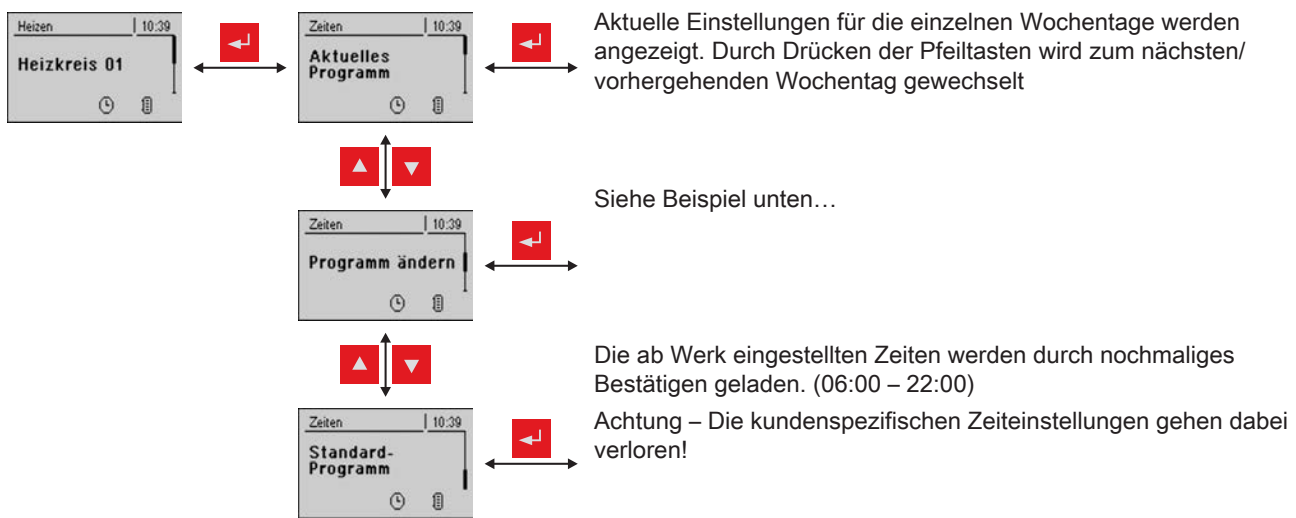 Heizen 10:39
Heizkreis 01
Zeiten 10:39
Aktuelles
Programm
Aktuelle Einstellungen für die einzelnen Wochentage werden
angezeigt. Durch Drücken der Pfeiltasten wird zum nächsten/
vorhergehenden Wochentag gewechselt
Zeiten 10:39
Programm ändern
Siehe Beispiel unten…
Zeiten 10:39
Standard-
Programm
Die ab Werk eingestellten Zeiten werden durch nochmaliges
Bestätigen geladen. (06:00 – 22:00)
Achtung – Die kundenspezifischen Zeiteinstellungen gehen dabei
verloren!